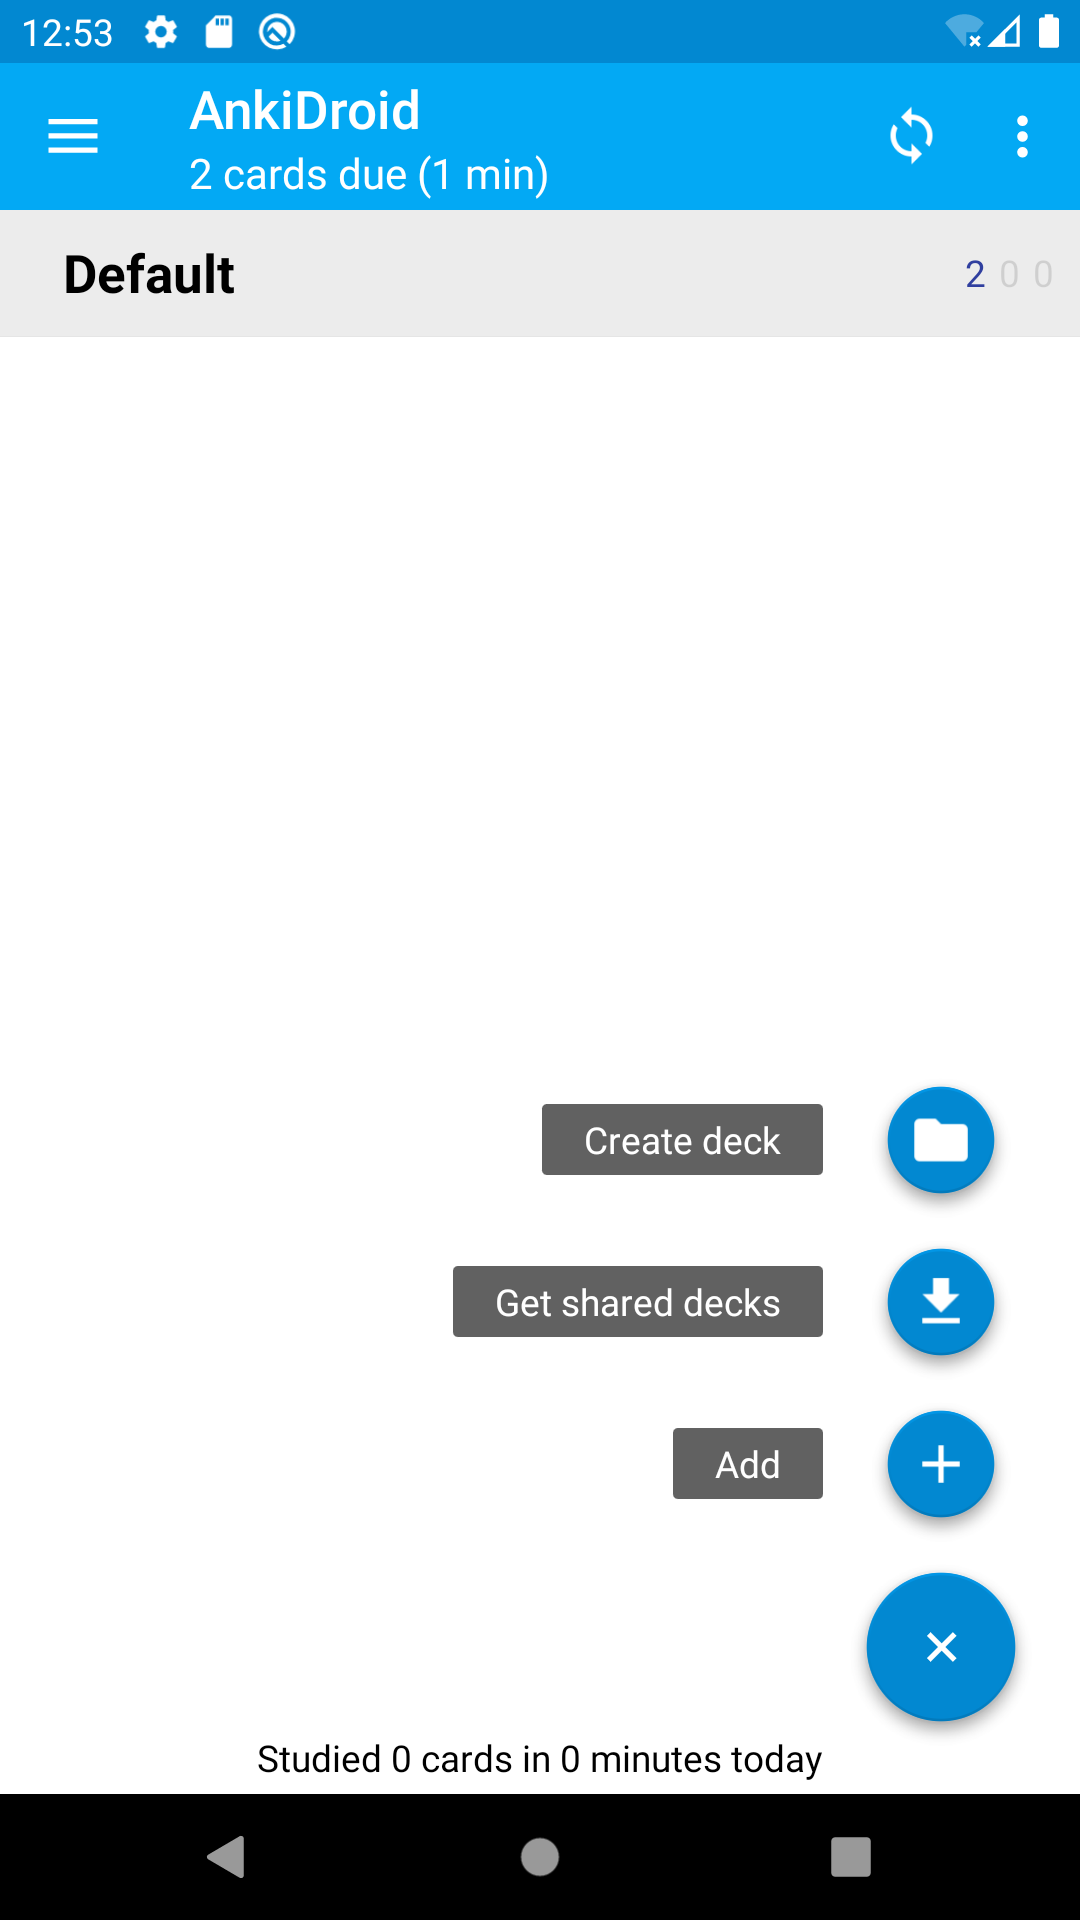 12:53
AnkiDroid
2 cards due (1 min)
Default 2 0 0
Create deck
Get shared decks
Add
Studied 0 cards in 0 minutes today